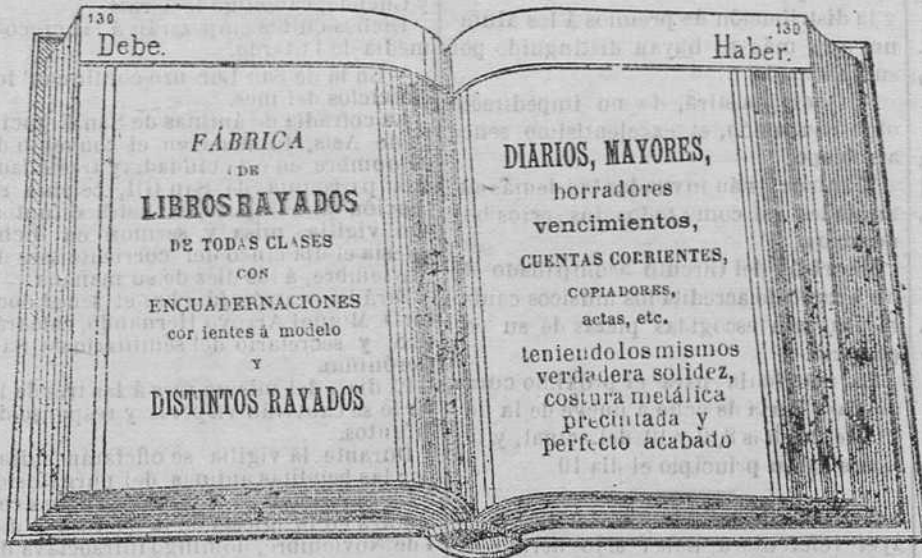 130
Debe.
FÁBRICA
DE
LIBROS RAYADOS
DE TODAS CLASES
CON
ENCUADERNACIONES
corrientes á modelo
Y
DISTINTOS RAYADOS
130
Haber.
DIARIOS, MAYORES,
borradores
vencimientos,
CUENTAS CORRIENTES,
COPIADORES,
actas, etc.
teniendo los mismos
verdadera solidez,
costura metálica
precintada y
perfecto acabado